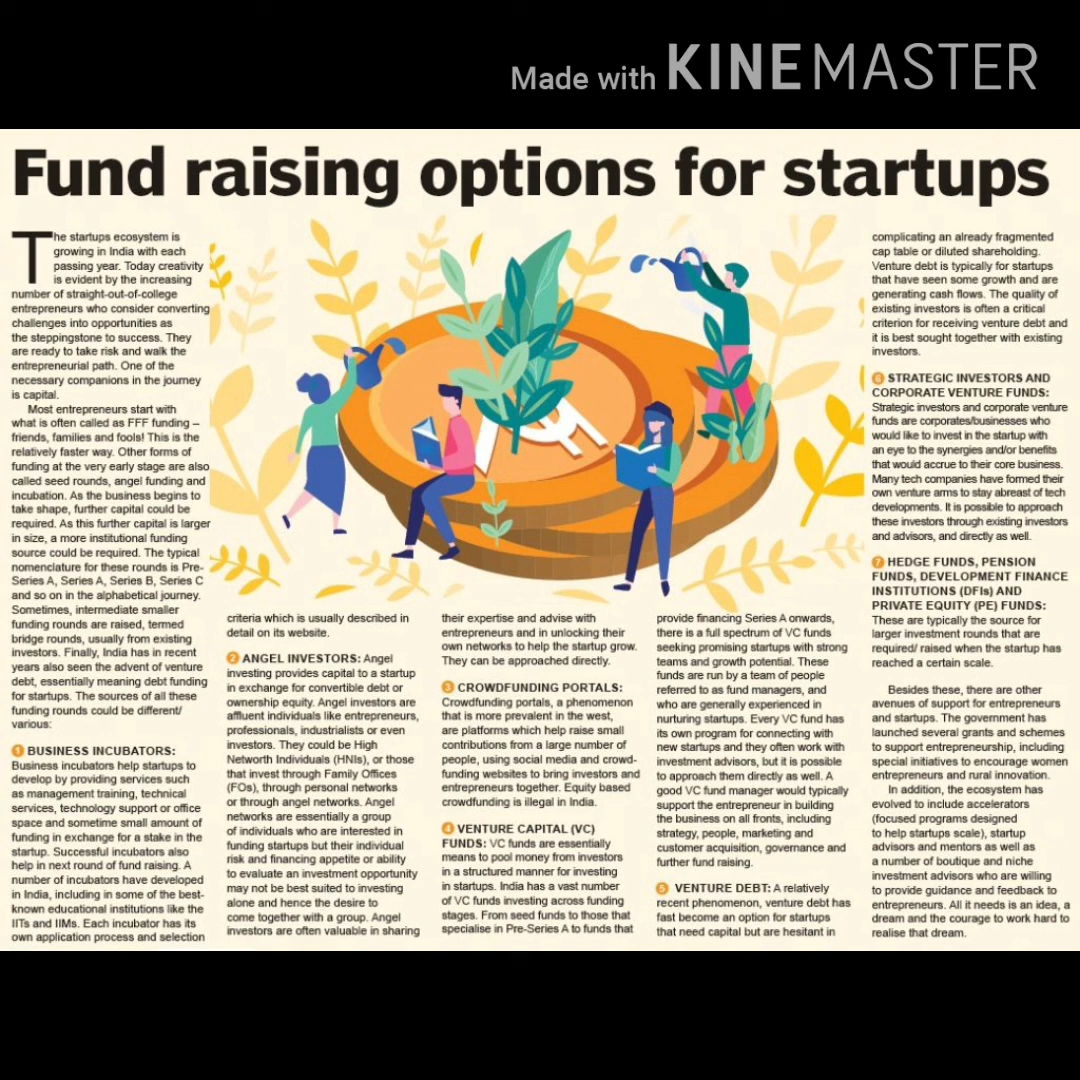 Made with KINEMASTER
Fund raising options for startups
The startups ecosystem is
growing in India with each
passing year. Today creativity
is evident by the increasing
number of straight-out-of-college
entrepreneurs who consider converting
challenges into opportunities as
the steppingstone to success. They
are ready to take risk and walk the
entrepreneurial path. One of the
necessary companions in the journey
is capital.
Most entrepreneurs start with
what is often called as FFF funding –
friends, families and fools! This is the
relatively faster way. Other forms of
funding at the very early stage are also
called seed rounds, angel funding and
incubation. As the business begins to
take shape, further capital could be
required. As this further capital is larger
in size, a more institutional funding
source could be required. The typical
nomenclature for these rounds is Pre-
Series A, Series A, Series B, Series C
and so on in the alphabetical journey.
Sometimes, intermediate smaller
funding rounds are raised, termed
bridge rounds, usually from existing
investors. Finally, India has in recent
years also seen the advent of venture
debt, essentially meaning debt funding
for startups. The sources of all these
funding rounds could be different/
various:
1 BUSINESS INCUBATORS:
Business incubators help startups to
develop by providing services such
as management training, technical
services, technology support or office
space and sometime small amount of
funding in exchange for a stake in the
startup. Successful incubators also
help in next round of fund raising. A
number of incubators have developed
in India, including in some of the best-
known educational institutions like the
IITs and IIMs. Each incubator has its
own application process and selection
criteria which is usually described in
detail on its website.
2 ANGEL INVESTORS: Angel
investing provides capital to a startup
in exchange for convertible debt or
ownership equity. Angel investors are
affluent individuals like entrepreneurs,
professionals, industrialists or even
investors. They could be High
Networth Individuals (HNIs), or those
that invest through Family Offices
(FOs), through personal networks
or through angel networks. Angel
networks are essentially a group
of individuals who are interested in
funding startups but their individual
risk and financing appetite or ability
to evaluate an investment opportunity
may not be best suited to investing
alone and hence the desire to
come together with a group. Angel
investors are often valuable in sharing
their expertise and advise with
entrepreneurs and in unlocking their
own networks to help the startup grow.
They can be approached directly.
3 CROWDFUNDING PORTALS:
Crowdfunding portals, a phenomenon
that is more prevalent in the west,
are platforms which help raise small
contributions from a large number of
people, using social media and crowd-
funding websites to bring investors and
entrepreneurs together. Equity based
crowdfunding is illegal in India.
4 VENTURE CAPITAL (VC)
FUNDS: VC funds are essentially
means to pool money from investors
in a structured manner for investing
in startups. India has a vast number
of VC funds investing across funding
stages. From seed funds to those that
specialise in Pre-Series A to funds that
provide financing Series A onwards,
there is a full spectrum of VC funds
seeking promising startups with strong
teams and growth potential. These
funds are run by a team of people
referred to as fund managers, and
who are generally experienced in
nurturing startups. Every VC fund has
its own program for connecting with
new startups and they often work with
investment advisors, but it is possible
to approach them directly as well. A
good VC fund manager would typically
support the entrepreneur in building
the business on all fronts, including
strategy, people, marketing and
customer acquisition, governance and
further fund raising.
5 VENTURE DEBT: A relatively
recent phenomenon, venture debt has
fast become an option for startups
that need capital but are hesitant in
complicating an already fragmented
cap table or diluted shareholding.
Venture debt is typically for startups
that have seen some growth and are
generating cash flows. The quality of
existing investors is often a critical
criterion for receiving venture debt and
it is best sought together with existing
investors.
6 STRATEGIC INVESTORS AND
CORPORATE VENTURE FUNDS:
Strategic investors and corporate venture
funds are corporates/businesses who
would like to invest in the startup with
an eye to the synergies and/or benefits
that would accrue to their core business.
Many tech companies have formed their
own venture arms to stay abreast of tech
developments. It is possible to approach
these investors through existing investors
and advisors, and directly as well.
7 HEDGE FUNDS, PENSION
FUNDS, DEVELOPMENT FINANCE
INSTITUTIONS (DFIs) AND
PRIVATE EQUITY (PE) FUNDS:
These are typically the source for
larger investment rounds that are
required/ raised when the startup has
reached a certain scale.
Besides these, there are other
avenues of support for entrepreneurs
and startups. The government has
launched several grants and schemes
to support entrepreneurship, including
special initiatives to encourage women
entrepreneurs and rural innovation.
In addition, the ecosystem has
evolved to include accelerators
(focused programs designed
to help startups scale), startup
advisors and mentors as well as
a number of boutique and niche
investment advisors who are willing
to provide guidance and feedback to
entrepreneurs. All it needs is an idea, a
dream and the courage to work hard to
realise that dream.